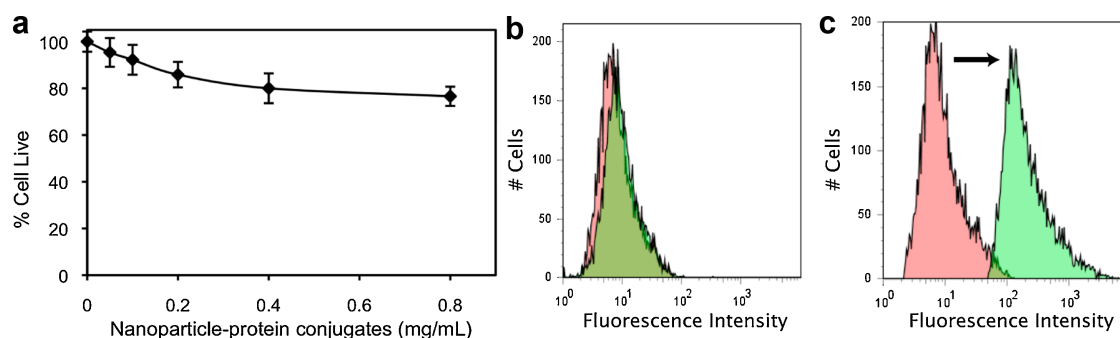 a
100
80
60
40
20
0
% Cell Live
0 0.2 0.4 0.6 0.8
Nanoparticle-protein conjugates (mg/mL)
b
200
150
100
50
0
# Cells
10^0 10^1 10^2 10^3
Fluorescence Intensity
c
200
150
100
50
0
# Cells
10^0 10^1 10^2 10^3
Fluorescence Intensity